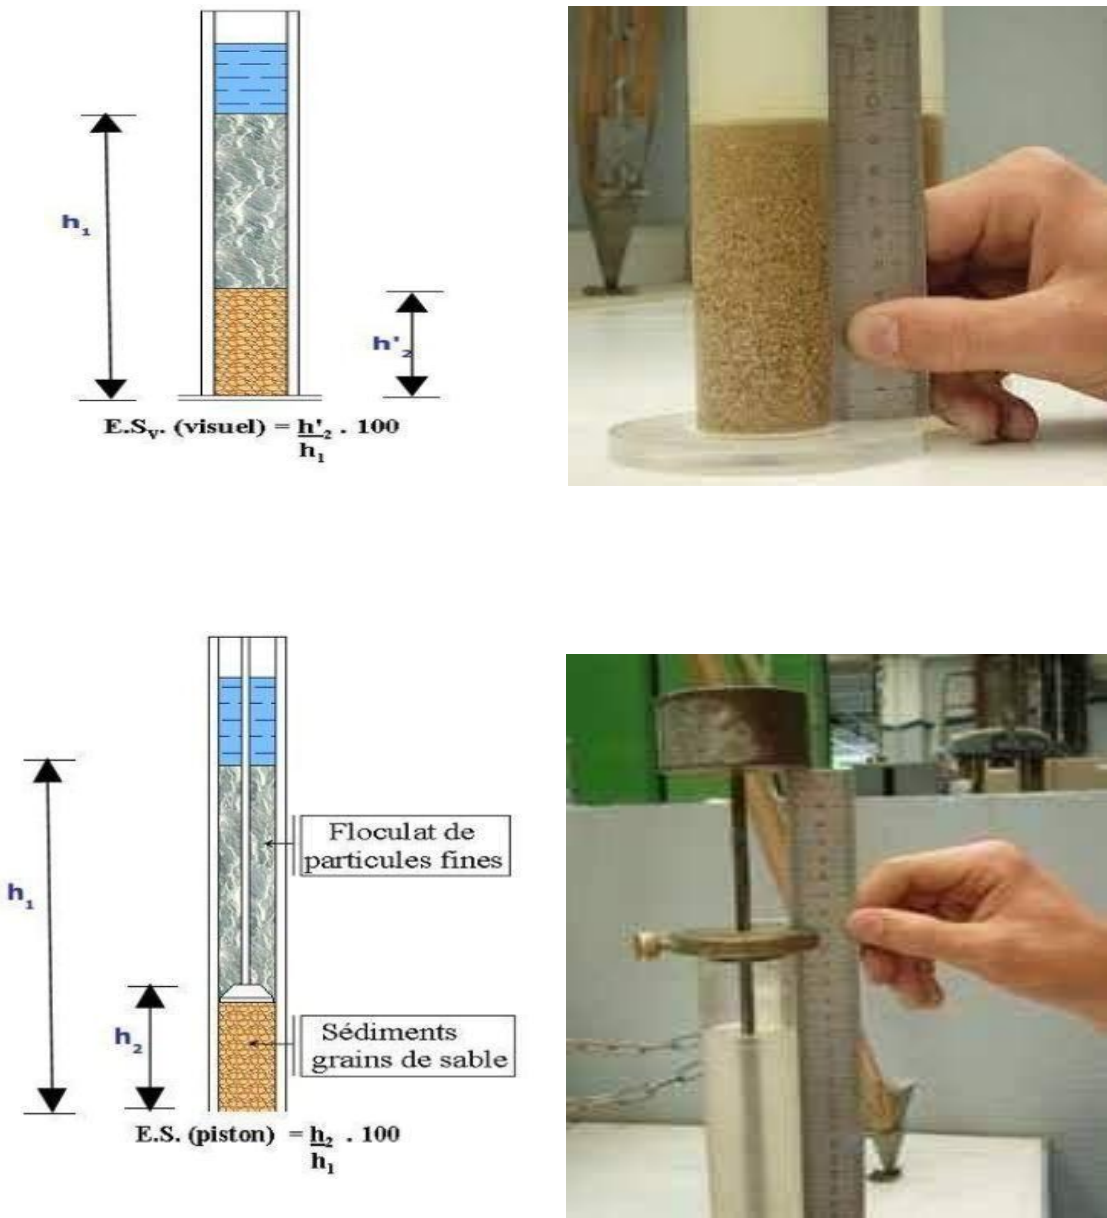 h₁
h'₂
E.Sᵥ. (visuel) = h'₂ . 100
h₁
Floculat de
particules fines
h₁
h₂
Sédiments
grains de sable
E.S. (piston) = h₂ . 100
h₁